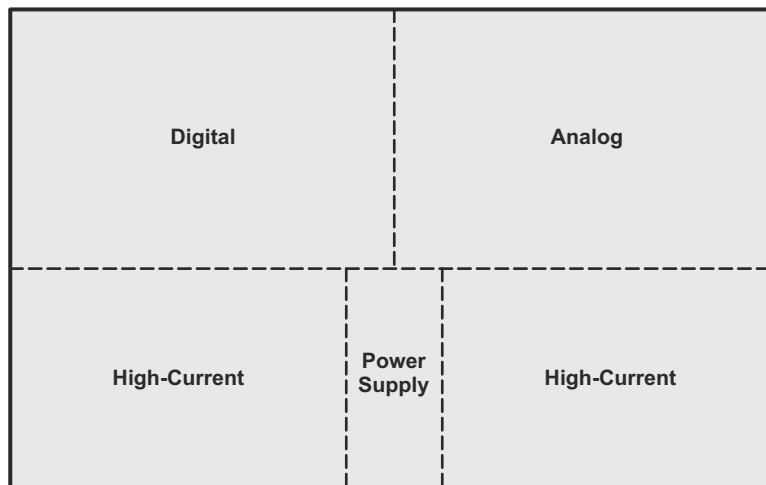 Digital
Analog
High-Current
Power
Supply
High-Current